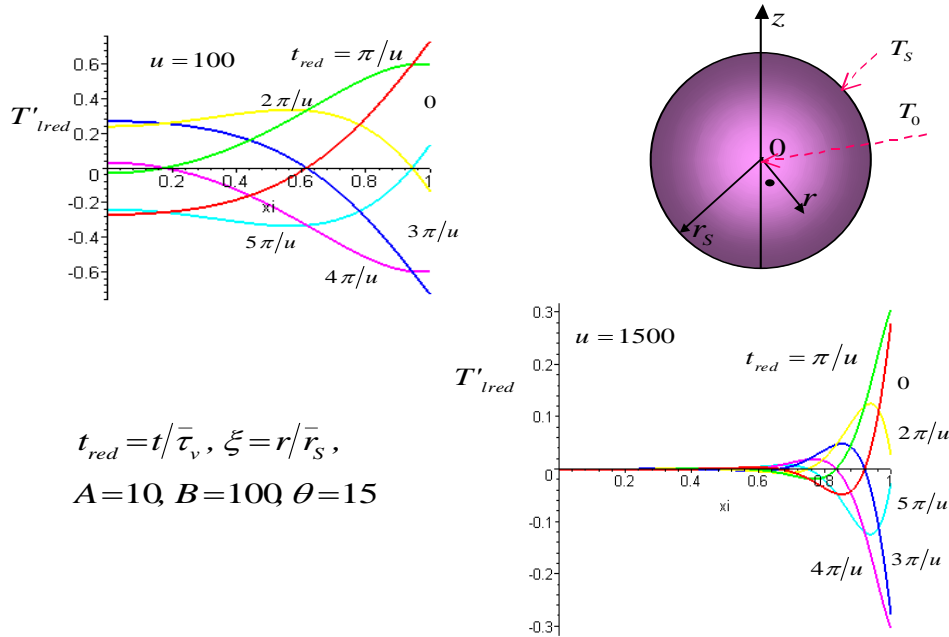 0.6
0.4
0.2
0
-0.2
-0.4
-0.6
T'lred
u = 100
t_red = π/u
0
2π/u
3π/u
4π/u
5π/u
0.2 0.4 0.6 0.8 1
xi
z
T_S
T_0
0
r
r_S
0.3
0.2
0.1
0
-0.1
-0.2
-0.3
T'lred
u = 1500
t_red = π/u
0
2π/u
5π/u
3π/u
4π/u
0.2 0.4 0.6 0.8 1
xi
t_red = t/τ̄_v, ξ = r/r̄_S,
A=10, B=100, θ=15